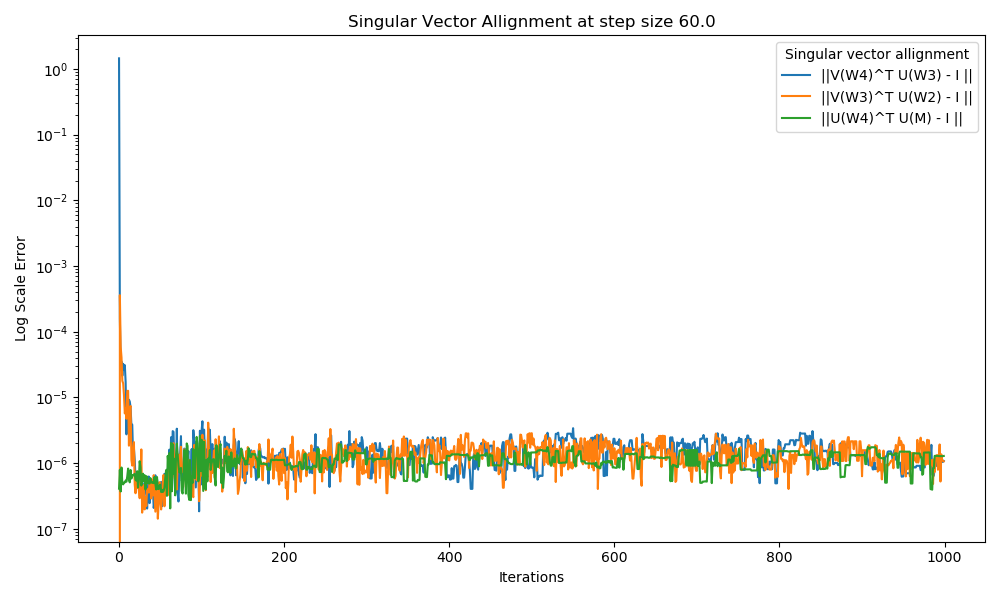 Singular Vector Allignment at step size 60.0
Singular vector allignment
||V(W4)^T U(W3) - I ||
||V(W3)^T U(W2) - I ||
||U(W4)^T U(M) - I ||
Log Scale Error
10^0
10^-1
10^-2
10^-3
10^-4
10^-5
10^-6
10^-7
0 200 400 600 800 1000
Iterations